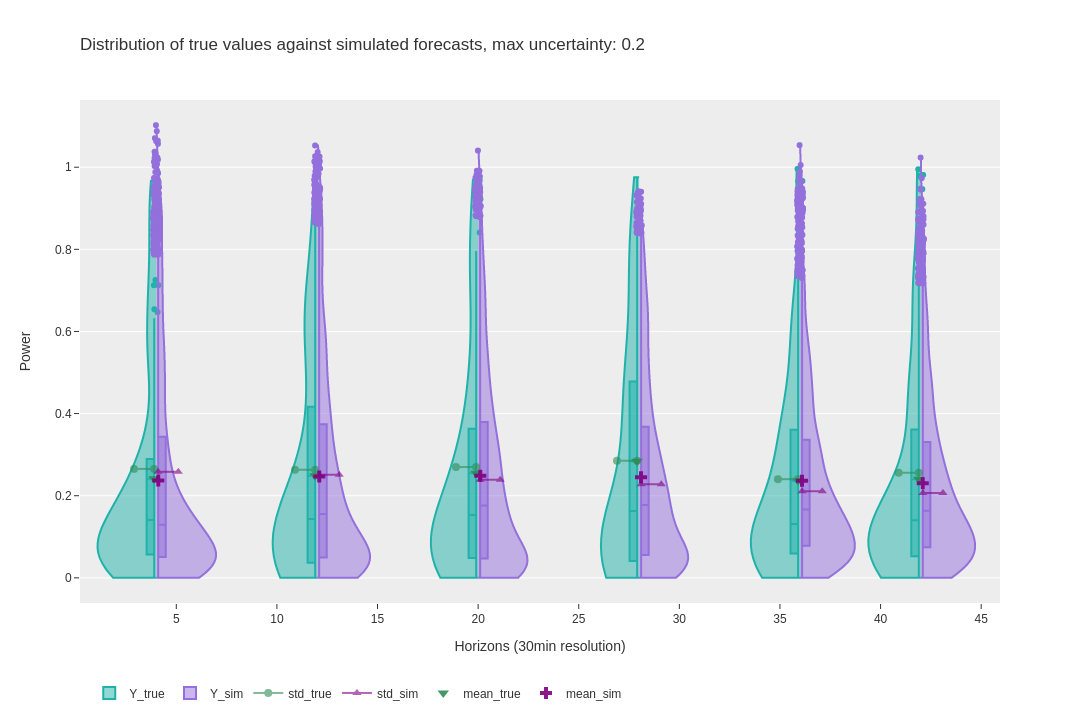 Distribution of true values against simulated forecasts, max uncertainty: 0.2
1
0.8
0.6
0.4
0.2
0
Power
5 10 15 20 25 30 35 40 45
Horizons (30min resolution)
Y_true Y_sim std_true std_sim mean_true mean_sim